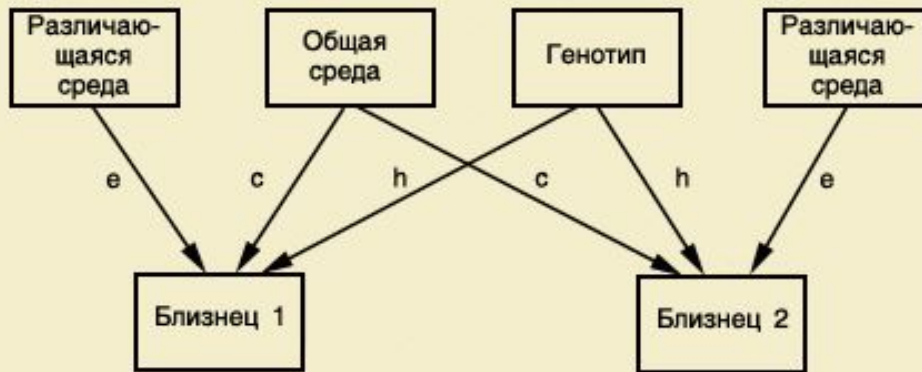 Различаю-
щаяся
среда
Общая
среда
Генотип
Различаю-
щаяся
среда
e
c
h
c
h
e
Близнец 1
Близнец 2